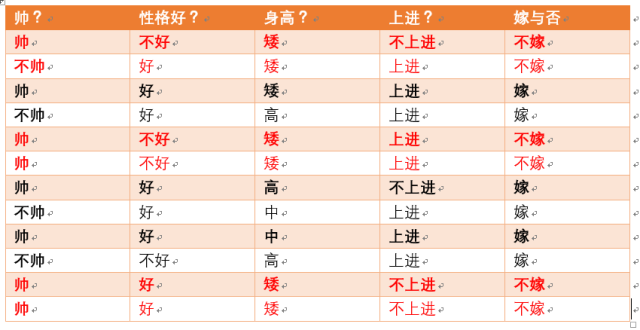 帅？ 性格好？ 身高？ 上进？ 嫁与否
帅 不好 矮 不上进 不嫁
不帅 好 矮 上进 不嫁
帅 好 矮 上进 嫁
不帅 好 高 上进 嫁
帅 不好 矮 上进 不嫁
帅 不好 矮 上进 不嫁
帅 好 高 不上进 嫁
不帅 好 中 上进 嫁
帅 好 中 上进 嫁
不帅 不好 高 上进 嫁
帅 好 矮 不上进 不嫁
帅 好 矮 不上进 不嫁